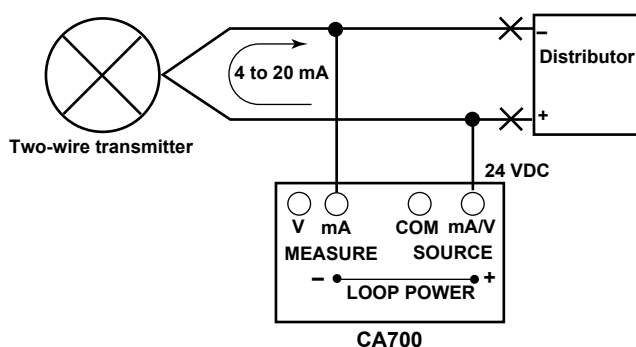 −
Distributor
4 to 20 mA
+
Two-wire transmitter
24 VDC
V mA COM mA/V
MEASURE SOURCE
− +
LOOP POWER
CA700